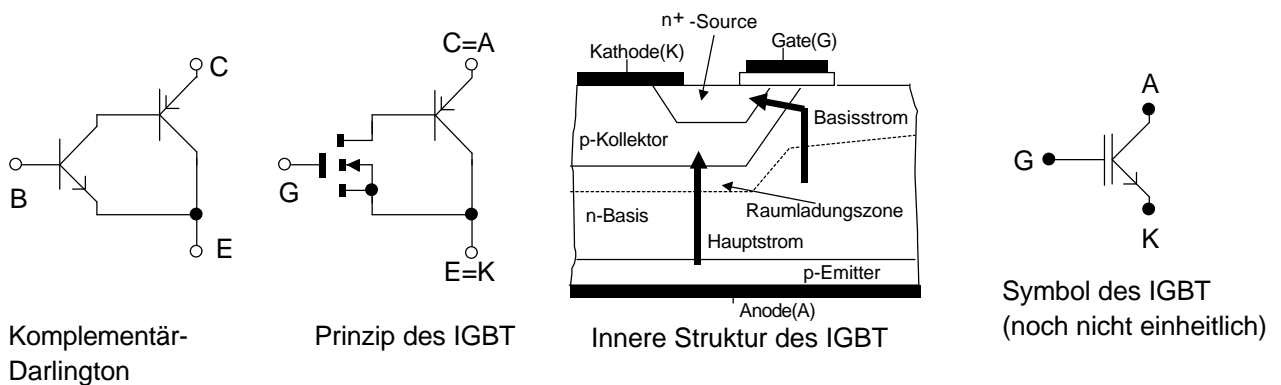 C
B
E
Komplementär-
Darlington
C=A
G
E=K
Prinzip des IGBT
n+ -Source
Kathode(K)
Gate(G)
Basisstrom
p-Kollektor
n-Basis
Raumladungszone
Hauptstrom
p-Emitter
Anode(A)
Innere Struktur des IGBT
A
G
K
Symbol des IGBT
(noch nicht einheitlich)